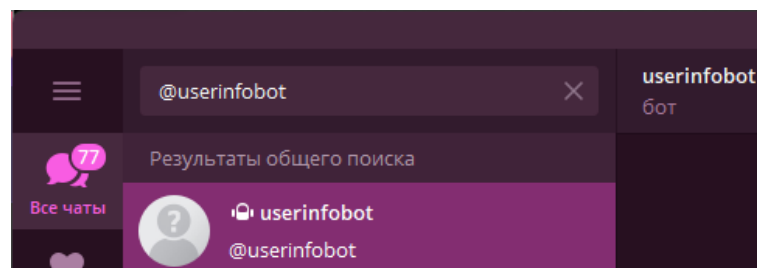 @userinfobot
userinfobot
бот
77
Результаты общего поиска
Все чаты
userinfobot
@userinfobot